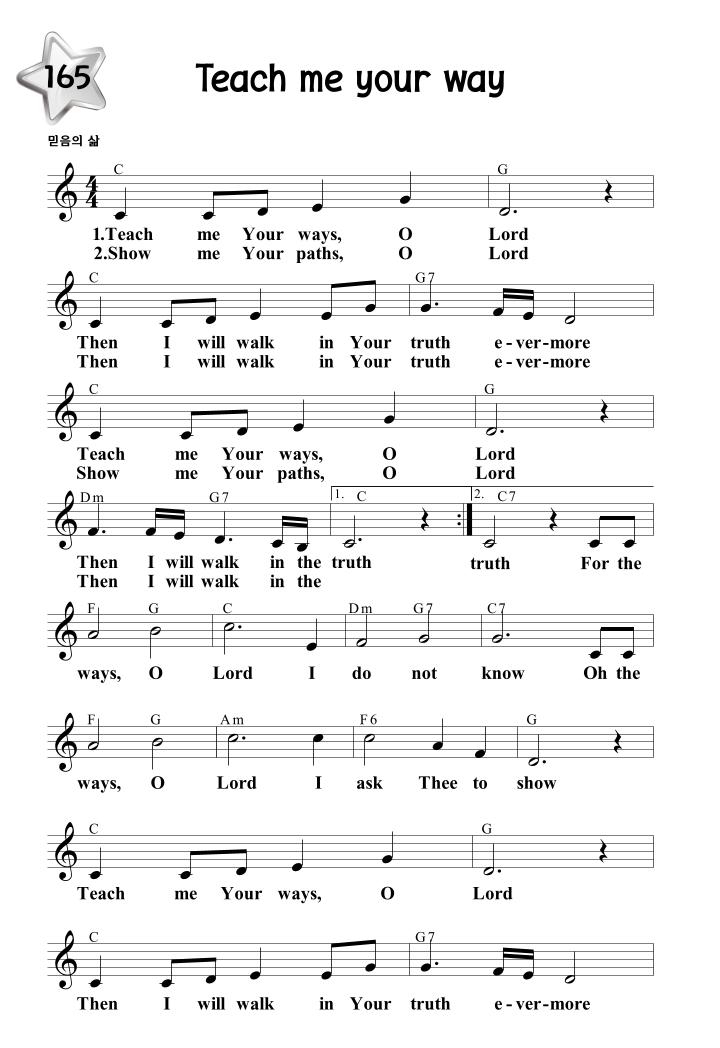 165
Teach me your way
믿음의 삶
4
4
C G
1.Teach me Your ways, O Lord
2.Show me Your paths, O Lord
C G7
Then I will walk in Your truth e-ver-more
Then I will walk in Your truth e-ver-more
C G
Teach me Your ways, O Lord
Show me Your paths, O Lord
Dm G7 1. C 2. C7
Then I will walk in the truth truth For the
Then I will walk in the
F G C Dm G7 C7
ways, O Lord I do not know Oh the
F G Am F6 G
ways, O Lord I ask Thee to show
C G
Teach me Your ways, O Lord
C G7
Then I will walk in Your truth e-ver-more